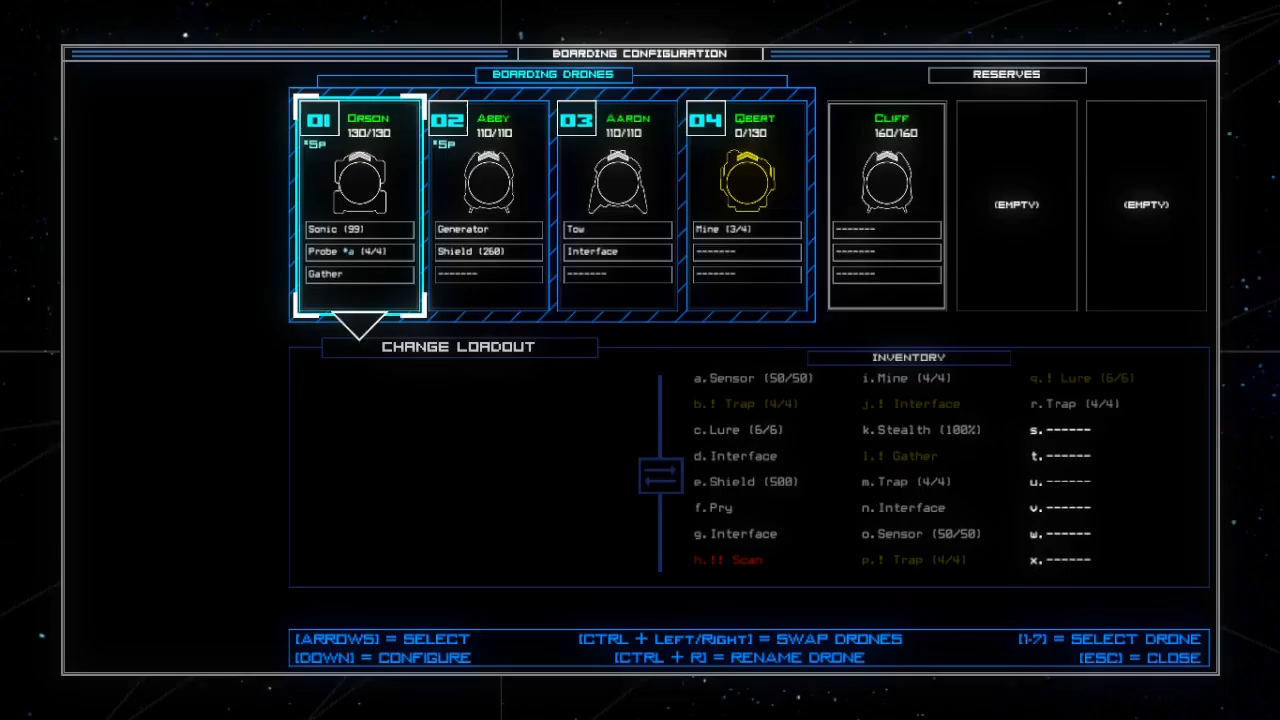 BOARDING CONFIGURATION
BOARDING DRONES
RESERVES
01 ORSON
130/130
*5P
Sonic (99)
Probe *a (4/4)
Gather
02 ABBY
110/110
*5P
Generator
Shield (260)
-------
03 AARON
110/110
Tow
Interface
-------
04 QBERT
0/130
Mine (3/4)
-------
-------
CLIFF
160/160
-------
-------
-------
(EMPTY)
(EMPTY)
CHANGE LOADOUT
INVENTORY
a.Sensor (50/50)
b.! Trap (4/4)
c.Lure (6/6)
d.Interface
e.Shield (500)
f.Pry
g.Interface
h.!! Scan
i.Mine (4/4)
j.! Interface
k.Stealth (100%)
l.! Gather
m.Trap (4/4)
n.Interface
o.Sensor (50/50)
p.! Trap (4/4)
q.! Lure (6/6)
r.Trap (4/4)
s.------
t.------
u.------
v.------
w.------
x.------
[ARROWS] = SELECT
[CTRL + LEFT/RIGHT] = SWAP DRONES
[1-7] = SELECT DRONE
[DOWN] = CONFIGURE
[CTRL + R] = RENAME DRONE
[ESC] = CLOSE